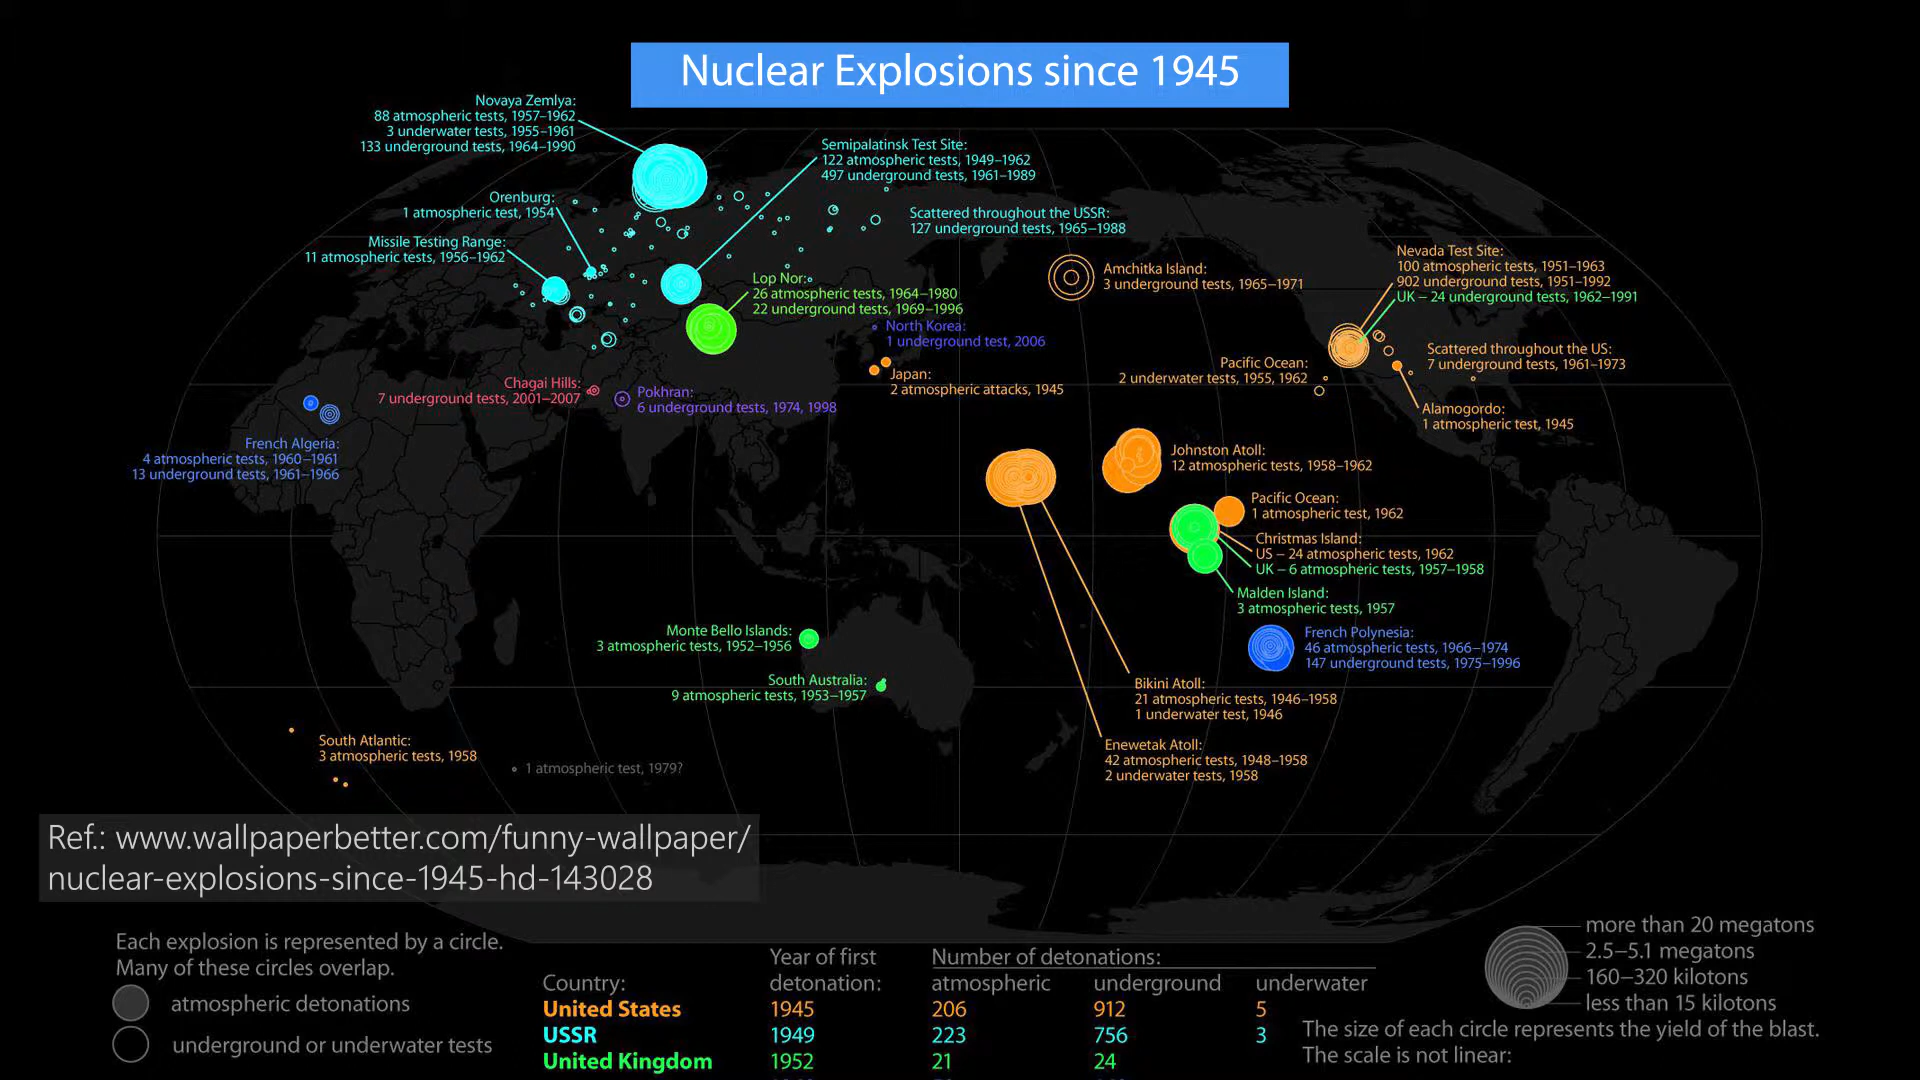 Nuclear Explosions since 1945
Novaya Zemlya:
88 atmospheric tests, 1957–1962
3 underwater tests, 1955–1961
133 underground tests, 1964–1990
Semipalatinsk Test Site:
122 atmospheric tests, 1949–1962
497 underground tests, 1961–1989
Orenburg:
1 atmospheric test, 1954
Scattered throughout the USSR:
127 underground tests, 1965–1988
Missile Testing Range:
11 atmospheric tests, 1956–1962
Nevada Test Site:
100 atmospheric tests, 1951–1963
902 underground tests, 1951–1992
UK – 24 underground tests, 1962–1991
Amchitka Island:
3 underground tests, 1965–1971
Lop Nor:
26 atmospheric tests, 1964–1980
22 underground tests, 1969–1996
North Korea:
1 underground test, 2006
Scattered throughout the US:
7 underground tests, 1961–1973
Pacific Ocean:
2 underwater tests, 1955, 1962
Japan:
2 atmospheric attacks, 1945
Chagai Hills:
7 underground tests, 2001–2007
Pokhran:
6 underground tests, 1974, 1998
Alamogordo:
1 atmospheric test, 1945
French Algeria:
4 atmospheric tests, 1960–1961
13 underground tests, 1961–1966
Johnston Atoll:
12 atmospheric tests, 1958–1962
Pacific Ocean:
1 atmospheric test, 1962
Christmas Island:
US – 24 atmospheric tests, 1962
UK – 6 atmospheric tests, 1957–1958
Malden Island:
3 atmospheric tests, 1957
Monte Bello Islands:
3 atmospheric tests, 1952–1956
French Polynesia:
46 atmospheric tests, 1966–1974
147 underground tests, 1975–1996
South Australia:
9 atmospheric tests, 1953–1957
Bikini Atoll:
21 atmospheric tests, 1946–1958
1 underwater test, 1946
South Atlantic:
3 atmospheric tests, 1958
Enewetak Atoll:
42 atmospheric tests, 1948–1958
2 underwater tests, 1958
1 atmospheric test, 1979?
Ref.: www.wallpaperbetter.com/funny-wallpaper/
nuclear-explosions-since-1945-hd-143028
Each explosion is represented by a circle.
Many of these circles overlap.
atmospheric detonations
underground or underwater tests
Year of first Number of detonations:
Country: detonation: atmospheric underground underwater
United States 1945 206 912 5
USSR 1949 223 756 3
United Kingdom 1952 21 24
more than 20 megatons
2.5–5.1 megatons
160–320 kilotons
less than 15 kilotons
The size of each circle represents the yield of the blast.
The scale is not linear: